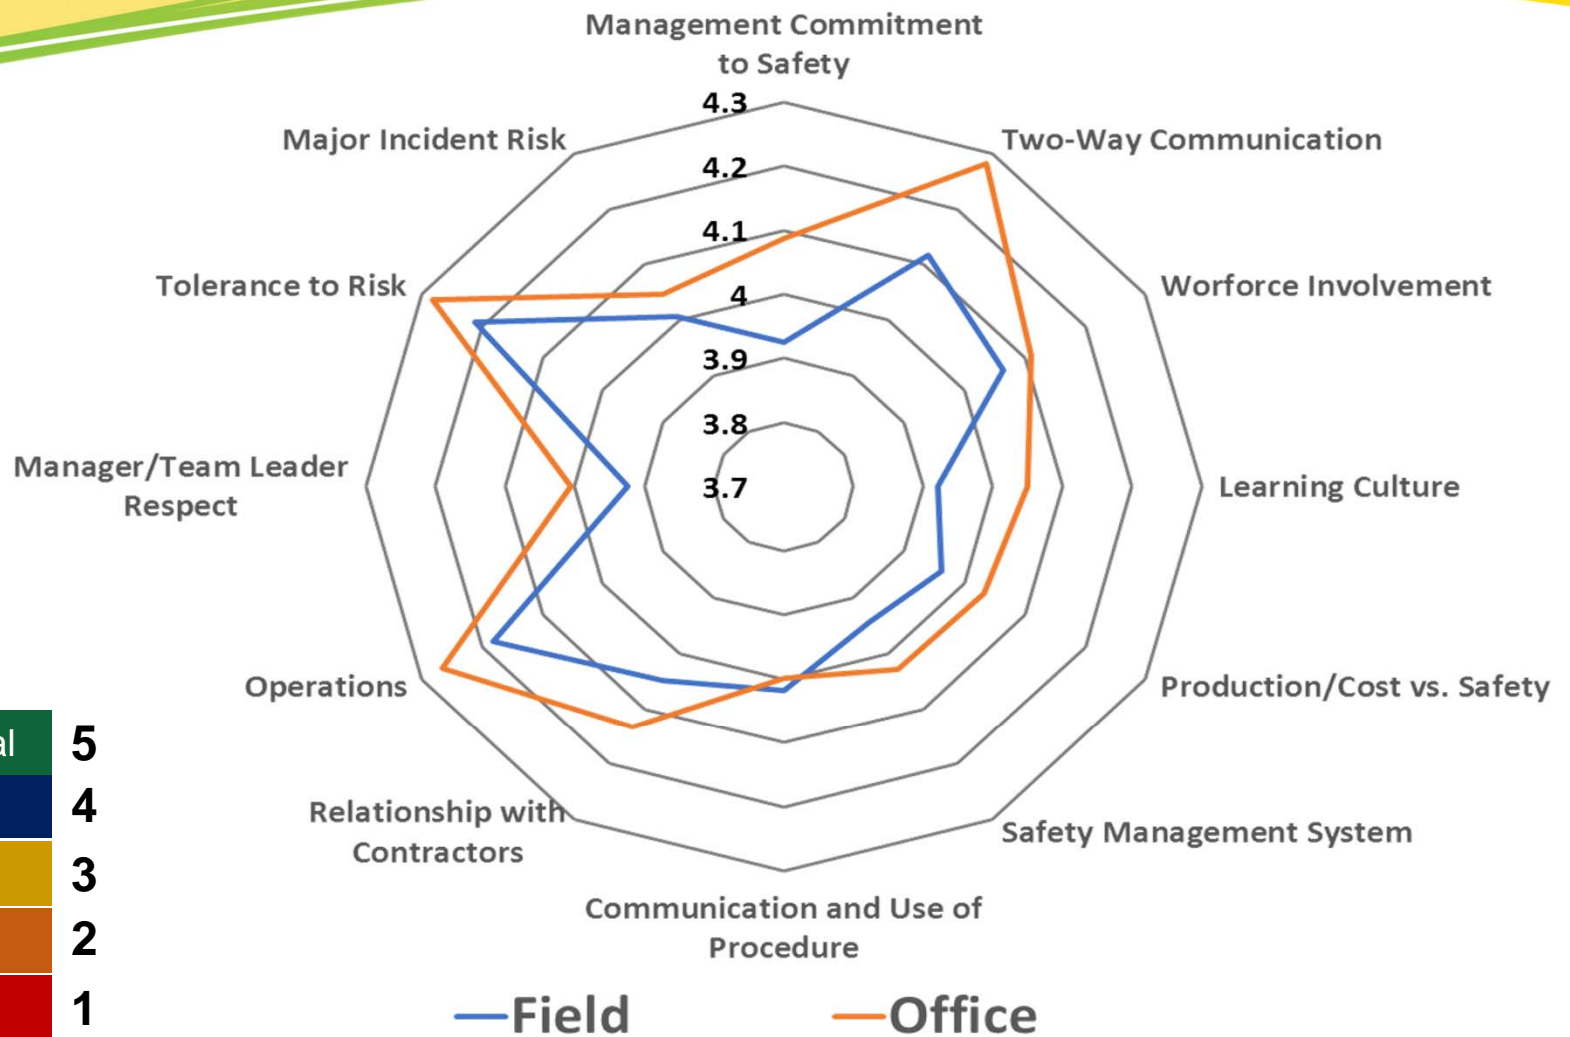 Management Commitment
to Safety
4.3
4.2
4.1
4
3.9
3.8
3.7
Two-Way Communication
Worforce Involvement
Learning Culture
Production/Cost vs. Safety
Safety Management System
Communication and Use of
Procedure
Relationship with
Contractors
Operations
Manager/Team Leader
Respect
Tolerance to Risk
Major Incident Risk
5
4
3
2
1
Field
Office